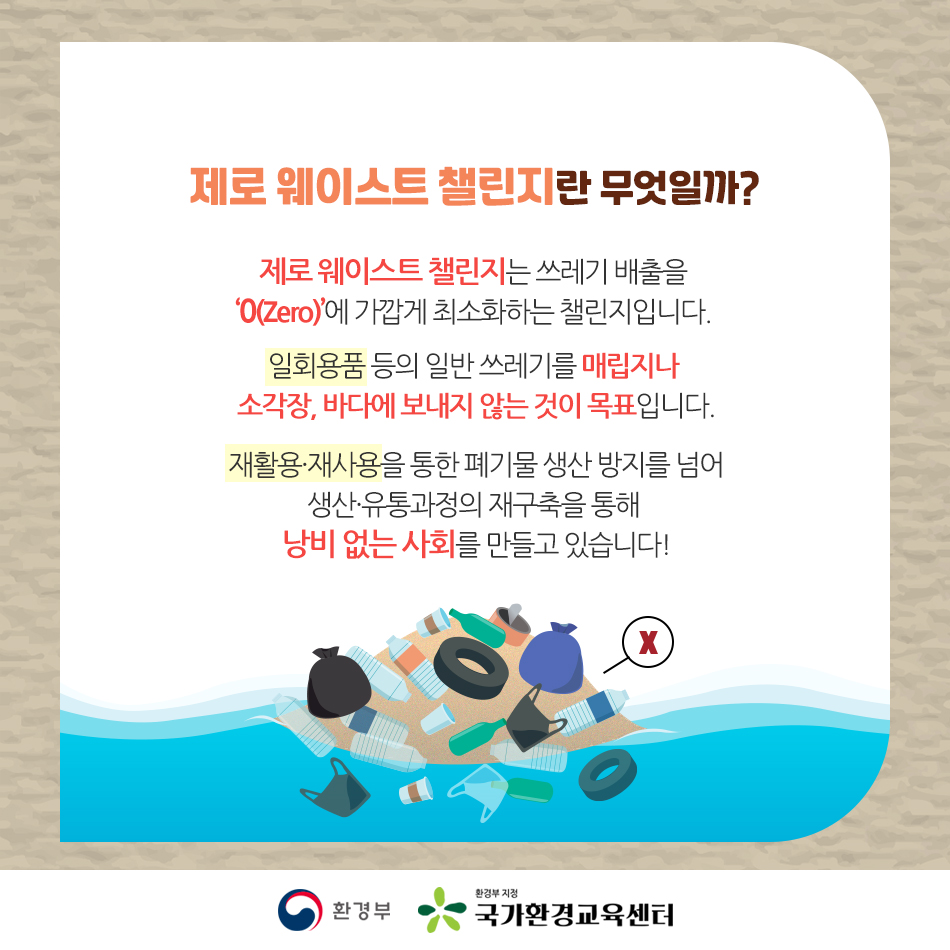 제로 웨이스트 챌린지란 무엇일까?
제로 웨이스트 챌린지는 쓰레기 배출을
‘0(Zero)’에 가깝게 최소화하는 챌린지입니다.
일회용품 등의 일반 쓰레기를 매립지나
소각장, 바다에 보내지 않는 것이 목표입니다.
재활용·재사용을 통한 폐기물 생산 방지를 넘어
생산·유통과정의 재구축을 통해
낭비 없는 사회를 만들고 있습니다!
X
환경부
환경부 지정
국가환경교육센터